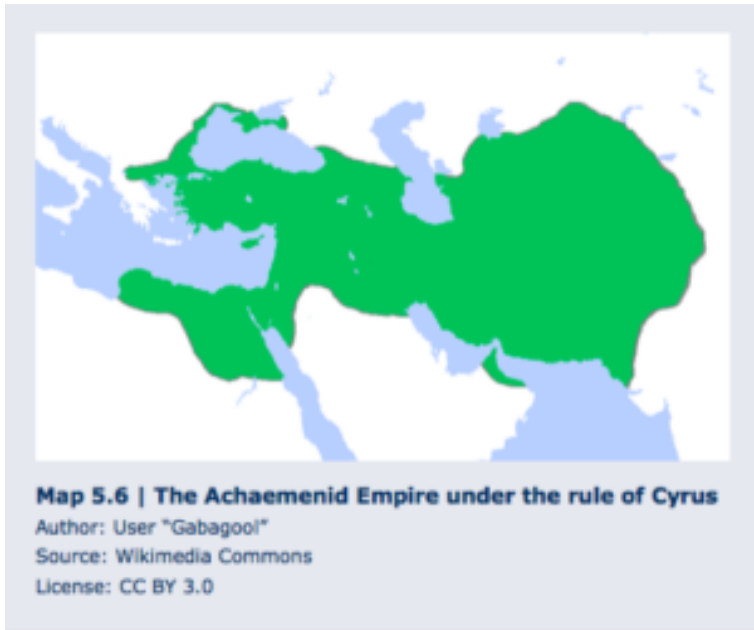 Map 5.6 | The Achaemenid Empire under the rule of Cyrus
Author: User “Gabagool”
Source: Wikimedia Commons
License: CC BY 3.0